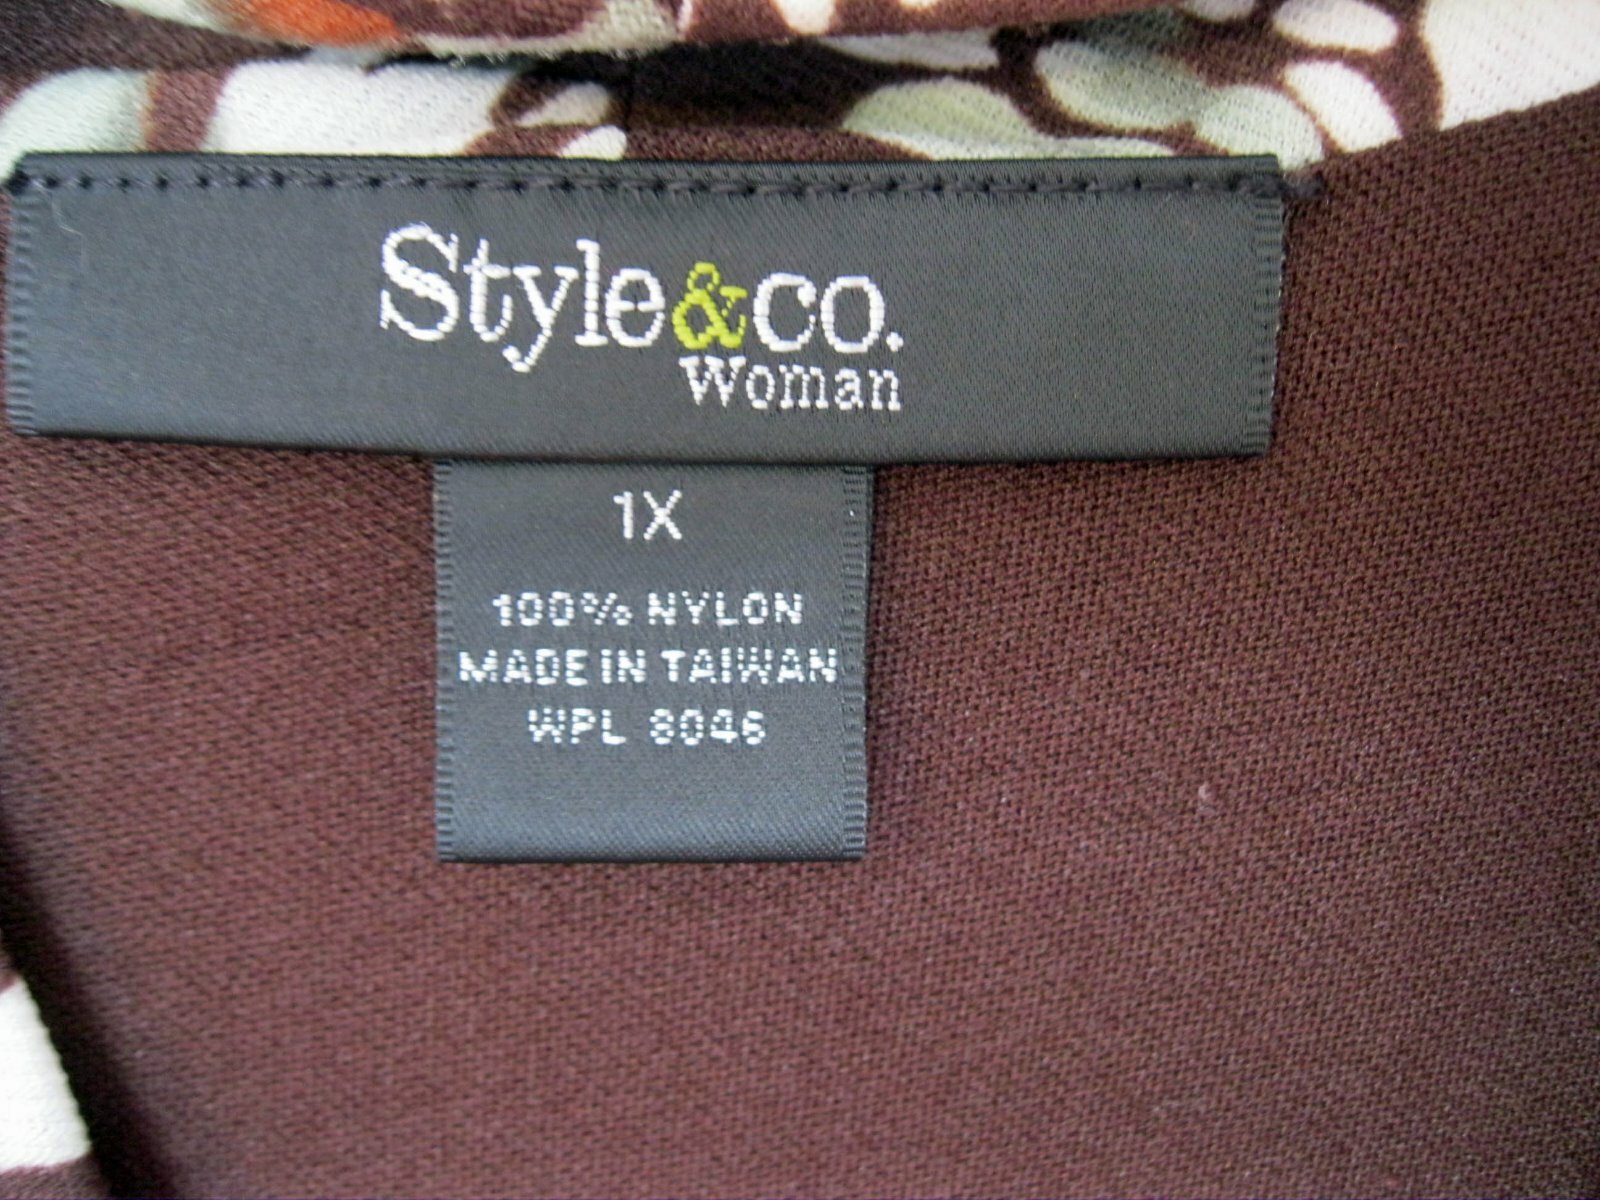 Style&co.
Woman
1X
100% NYLON
MADE IN TAIWAN
WPL 8046